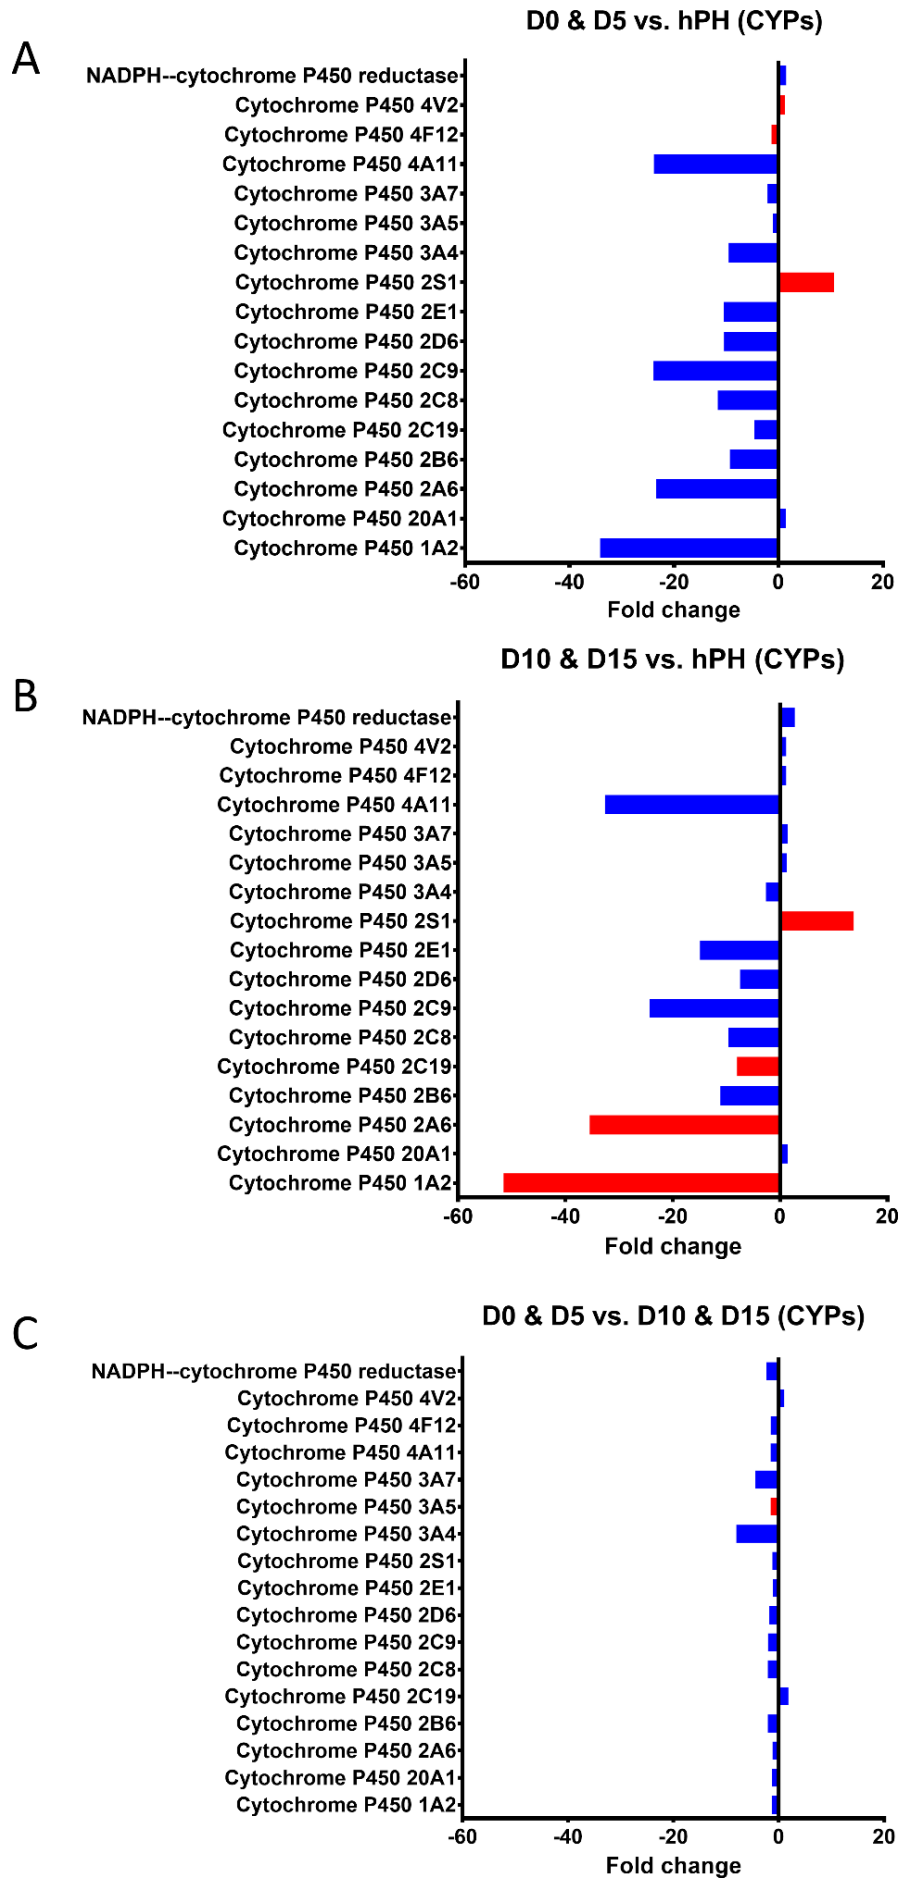 A
D0 & D5 vs. hPH (CYPs)
NADPH--cytochrome P450 reductase
Cytochrome P450 4V2
Cytochrome P450 4F12
Cytochrome P450 4A11
Cytochrome P450 3A7
Cytochrome P450 3A5
Cytochrome P450 3A4
Cytochrome P450 2S1
Cytochrome P450 2E1
Cytochrome P450 2D6
Cytochrome P450 2C9
Cytochrome P450 2C8
Cytochrome P450 2C19
Cytochrome P450 2B6
Cytochrome P450 2A6
Cytochrome P450 20A1
Cytochrome P450 1A2
-60 -40 -20 0 20
Fold change
B
D10 & D15 vs. hPH (CYPs)
NADPH--cytochrome P450 reductase
Cytochrome P450 4V2
Cytochrome P450 4F12
Cytochrome P450 4A11
Cytochrome P450 3A7
Cytochrome P450 3A5
Cytochrome P450 3A4
Cytochrome P450 2S1
Cytochrome P450 2E1
Cytochrome P450 2D6
Cytochrome P450 2C9
Cytochrome P450 2C8
Cytochrome P450 2C19
Cytochrome P450 2B6
Cytochrome P450 2A6
Cytochrome P450 20A1
Cytochrome P450 1A2
-60 -40 -20 0 20
Fold change
C
D0 & D5 vs. D10 & D15 (CYPs)
NADPH--cytochrome P450 reductase
Cytochrome P450 4V2
Cytochrome P450 4F12
Cytochrome P450 4A11
Cytochrome P450 3A7
Cytochrome P450 3A5
Cytochrome P450 3A4
Cytochrome P450 2S1
Cytochrome P450 2E1
Cytochrome P450 2D6
Cytochrome P450 2C9
Cytochrome P450 2C8
Cytochrome P450 2C19
Cytochrome P450 2B6
Cytochrome P450 2A6
Cytochrome P450 20A1
Cytochrome P450 1A2
-60 -40 -20 0 20
Fold change